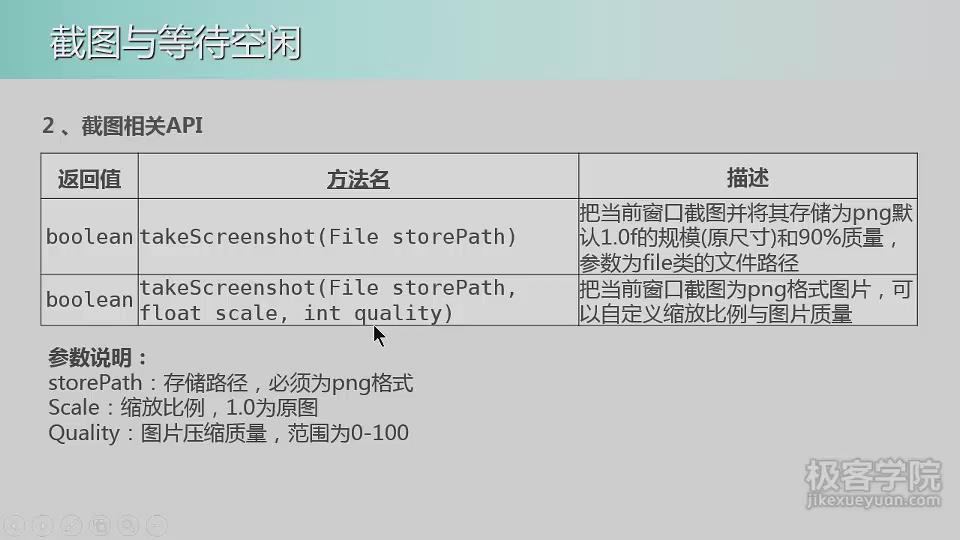 截图与等待空闲
2 、截图相关API
返回值 方法名 描述
boolean takeScreenshot(File storePath) 把当前窗口截图并将其存储为png默
认1.0f的规模(原尺寸)和90%质量，
参数为file类的文件路径
boolean takeScreenshot(File storePath, 把当前窗口截图为png格式图片，可
float scale, int quality) 以自定义缩放比例与图片质量
参数说明：
storePath：存储路径，必须为png格式
Scale：缩放比例，1.0为原图
Quality：图片压缩质量，范围为0-100
极客学院
jikexueyuan.com